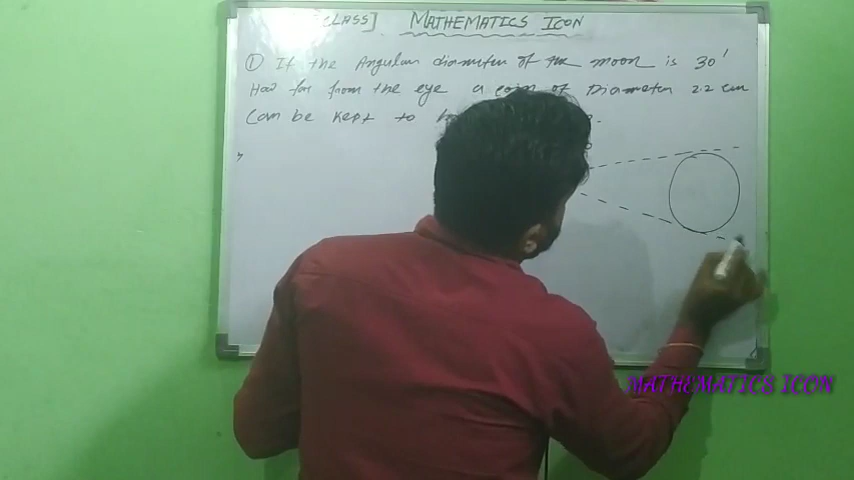 CLASS] MATHEMATICS ICON
① If the Angular diameter of the moon is 30'
How far from the eye a coin of Diameter 2.2 cm
Can be kept to
MATHEMATICS ICON